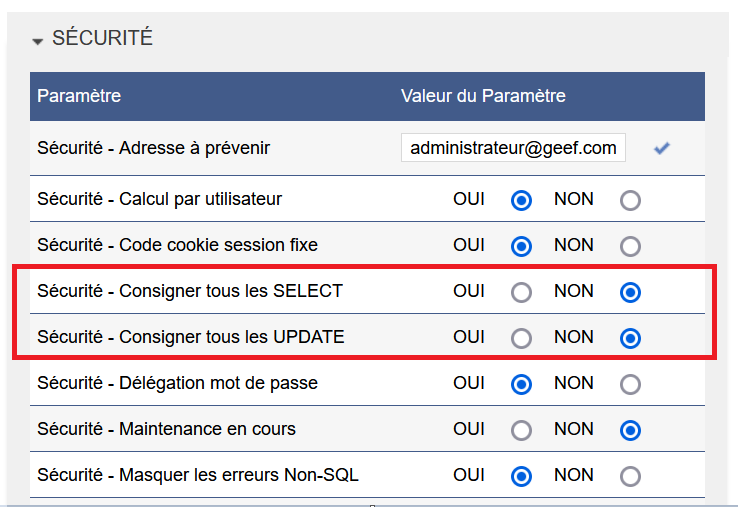 SÉCURITÉ
Paramètre Valeur du Paramètre
Sécurité - Adresse à prévenir administrateur@geef.com
Sécurité - Calcul par utilisateur OUI NON
Sécurité - Code cookie session fixe OUI NON
Sécurité - Consigner tous les SELECT OUI NON
Sécurité - Consigner tous les UPDATE OUI NON
Sécurité - Délégation mot de passe OUI NON
Sécurité - Maintenance en cours OUI NON
Sécurité - Masquer les erreurs Non-SQL OUI NON